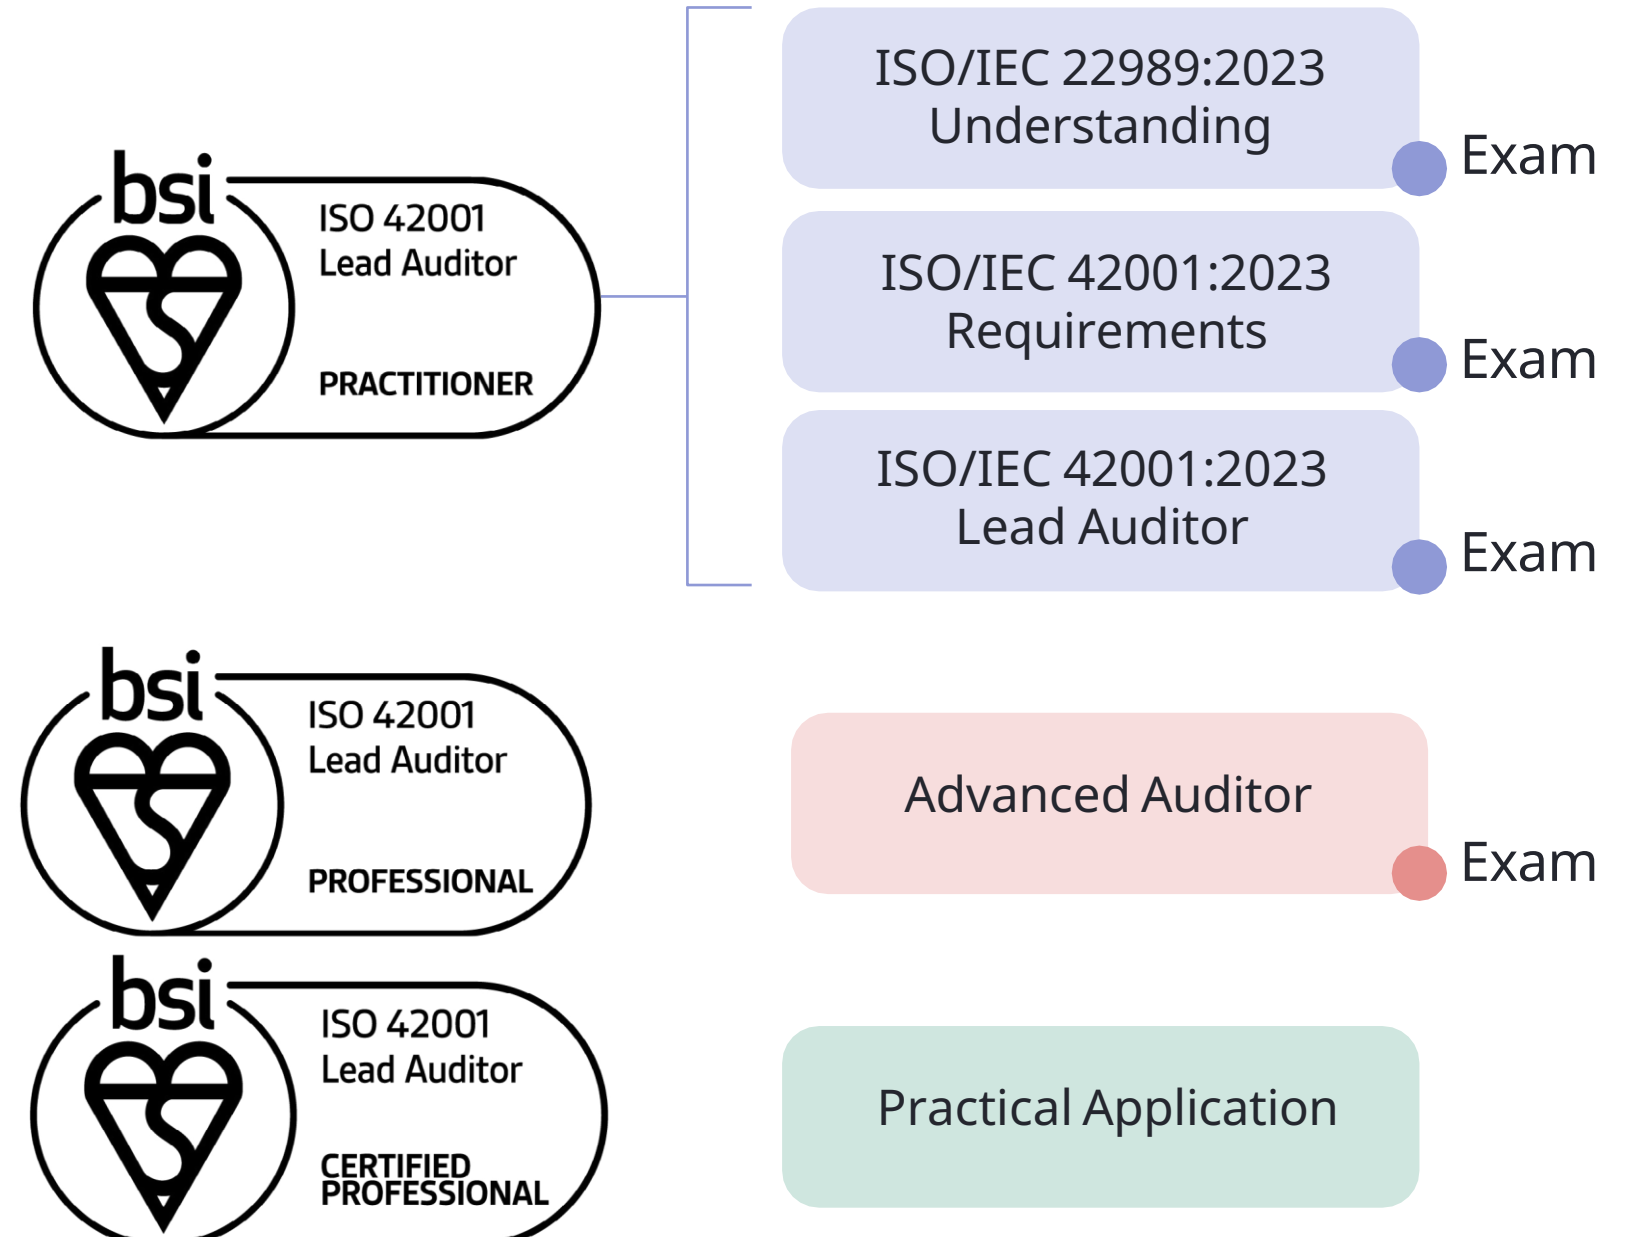 bsi
ISO 42001
Lead Auditor
PRACTITIONER
ISO/IEC 22989:2023
Understanding
Exam
ISO/IEC 42001:2023
Requirements
Exam
ISO/IEC 42001:2023
Lead Auditor
Exam
bsi
ISO 42001
Lead Auditor
PROFESSIONAL
Advanced Auditor
Exam
bsi
ISO 42001
Lead Auditor
CERTIFIED
PROFESSIONAL
Practical Application